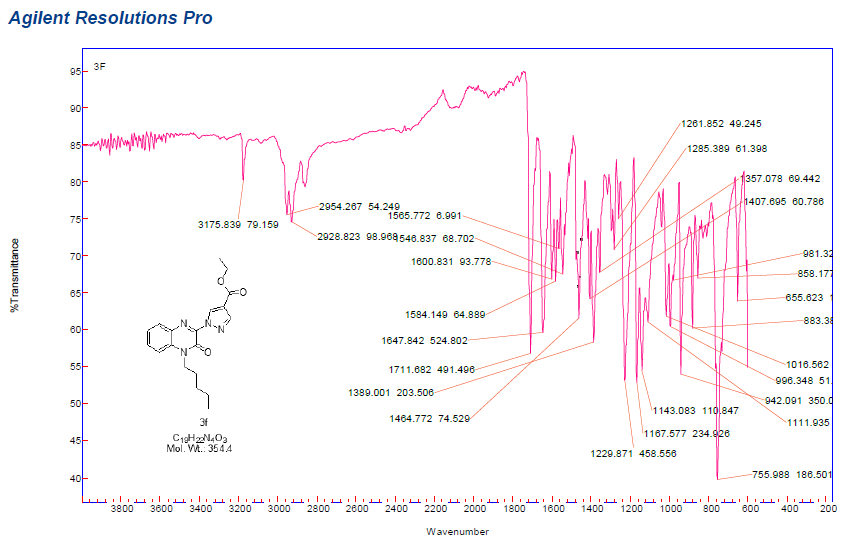 Agilent Resolutions Pro
3F
95
90
85
80
75
70
65
60
55
50
45
40
%Transmittance
3175.839 79.159
2954.267 54.249
2928.823 98.968
1565.772 6.991
1546.837 68.702
1600.831 93.778
1584.149 64.889
1647.842 524.802
1711.682 491.496
1389.001 203.506
1464.772 74.529
1261.852 49.245
1285.389 61.398
1357.078 69.442
1407.695 60.786
981.32
858.177
655.623 1
883.38
1016.562
996.348 51.
942.091 350.0
1111.935
1143.083 110.847
1167.577 234.926
1229.871 458.556
755.988 186.501
O
O
N
N
N
N
O
3f
C19H22N4O3
Mol. Wt.: 354.4
3800 3600 3400 3200 3000 2800 2600 2400 2200 2000 1800 1600 1400 1200 1000 800 600 400 200
Wavenumber